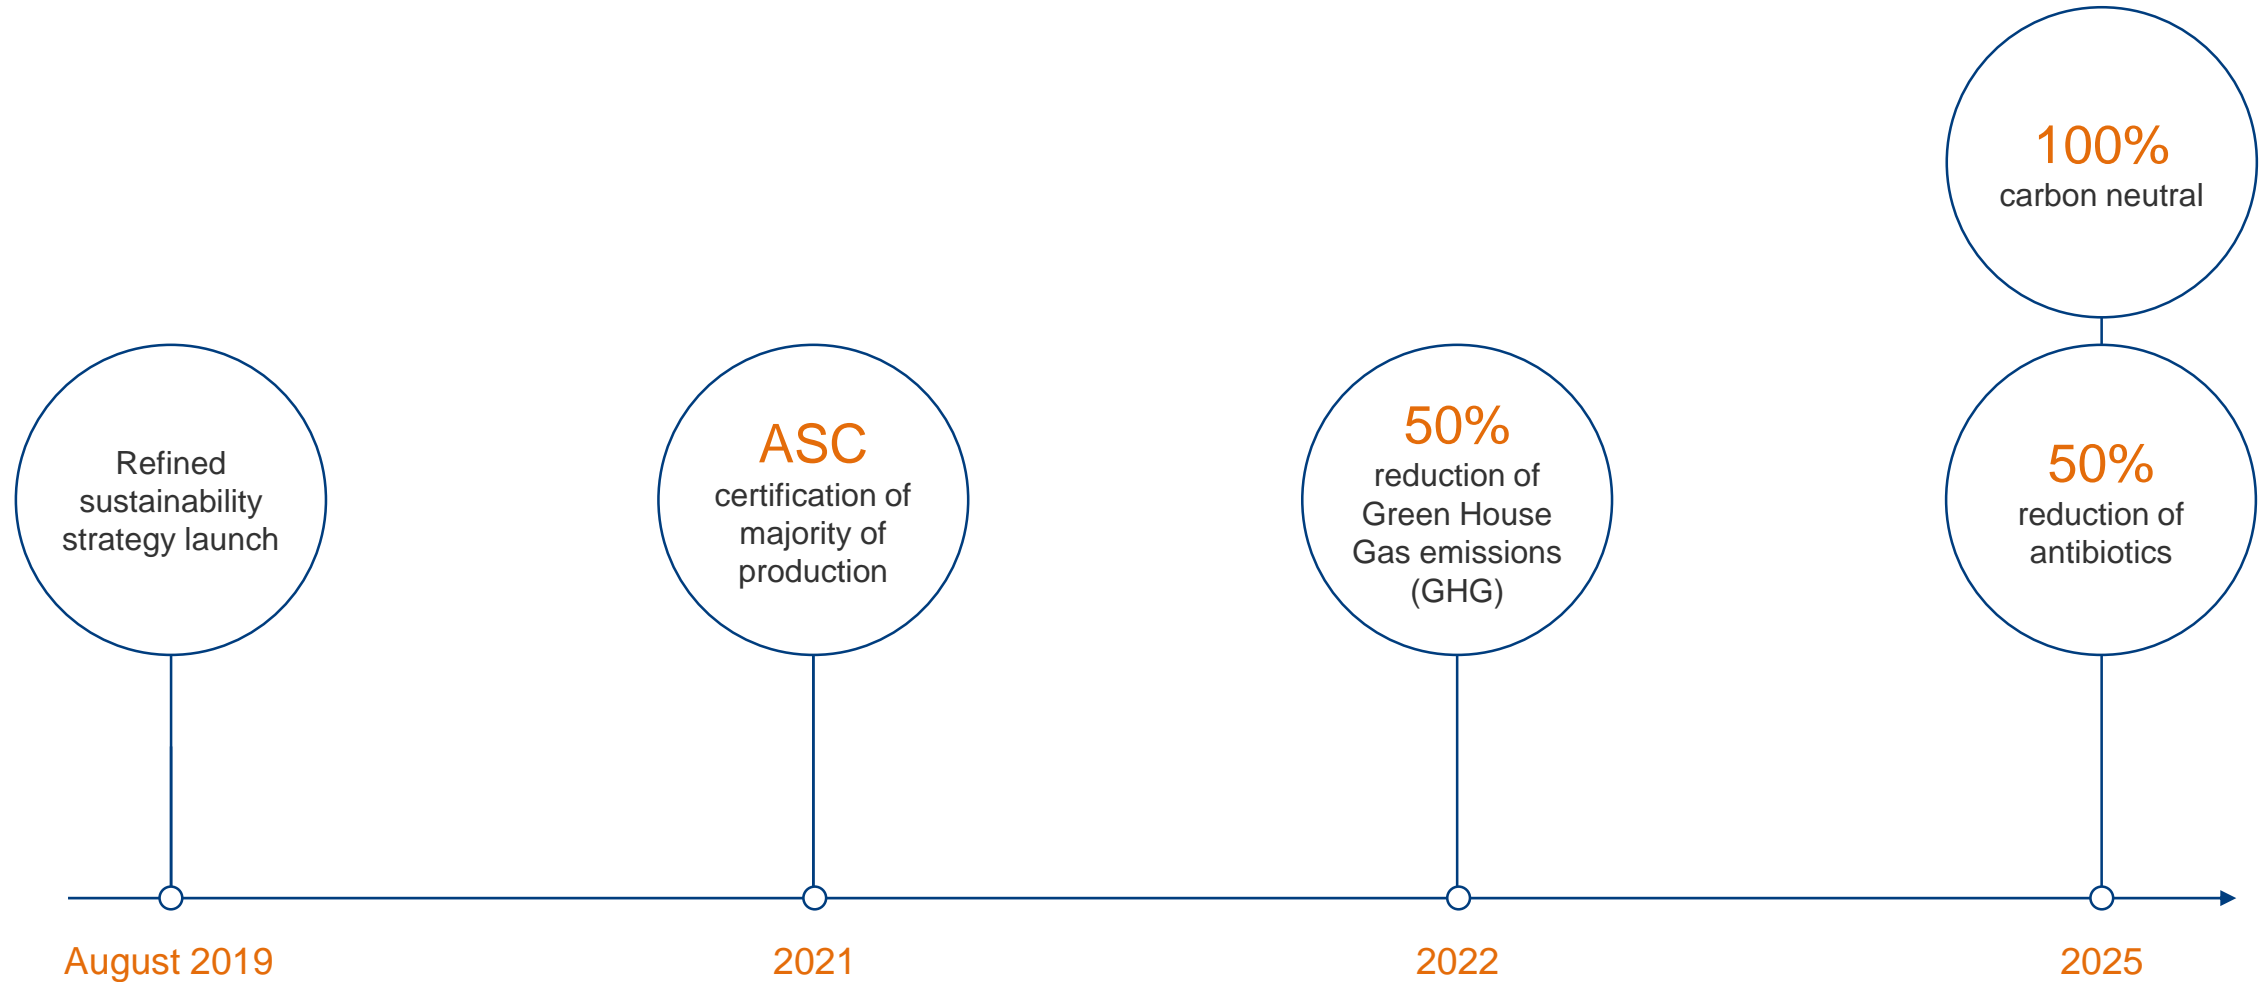 100%
carbon neutral
Refined
sustainability
strategy launch
ASC
certification of
majority of
production
50%
reduction of
Green House
Gas emissions
(GHG)
50%
reduction of
antibiotics
August 2019
2021
2022
2025